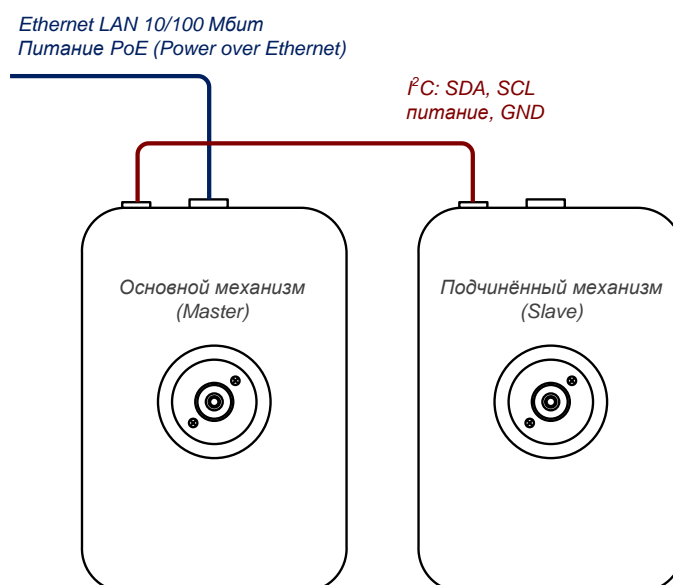 Ethernet LAN 10/100 Мбит
Питание PoE (Power over Ethernet)
I²C: SDA, SCL
питание, GND
Основной механизм
(Master)
Подчинённый механизм
(Slave)